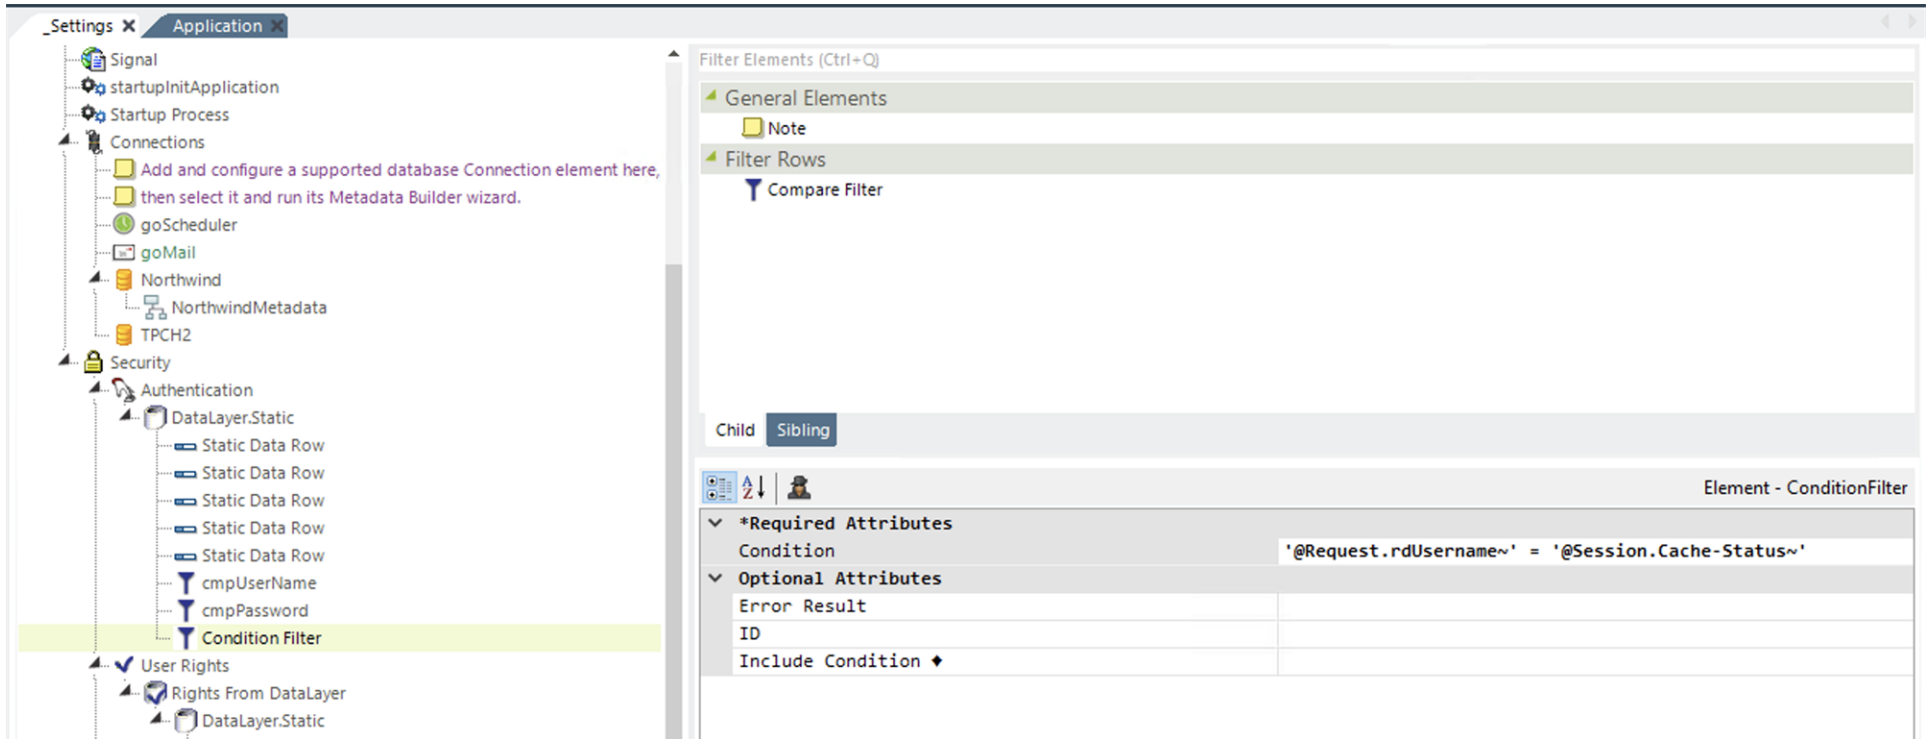 _Settings
Application
Signal
startupInitApplication
Startup Process
Connections
Add and configure a supported database Connection element here,
then select it and run its Metadata Builder wizard.
goScheduler
goMail
Northwind
NorthwindMetadata
TPCH2
Security
Authentication
DataLayer.Static
Static Data Row
Static Data Row
Static Data Row
Static Data Row
Static Data Row
cmpUserName
cmpPassword
Condition Filter
User Rights
Rights From DataLayer
DataLayer.Static
Filter Elements (Ctrl+Q)
General Elements
Note
Filter Rows
Compare Filter
Child Sibling
Element - ConditionFilter
*Required Attributes
Condition '@Request.rdUsername~' = '@Session.Cache-Status~'
Optional Attributes
Error Result
ID
Include Condition ♦